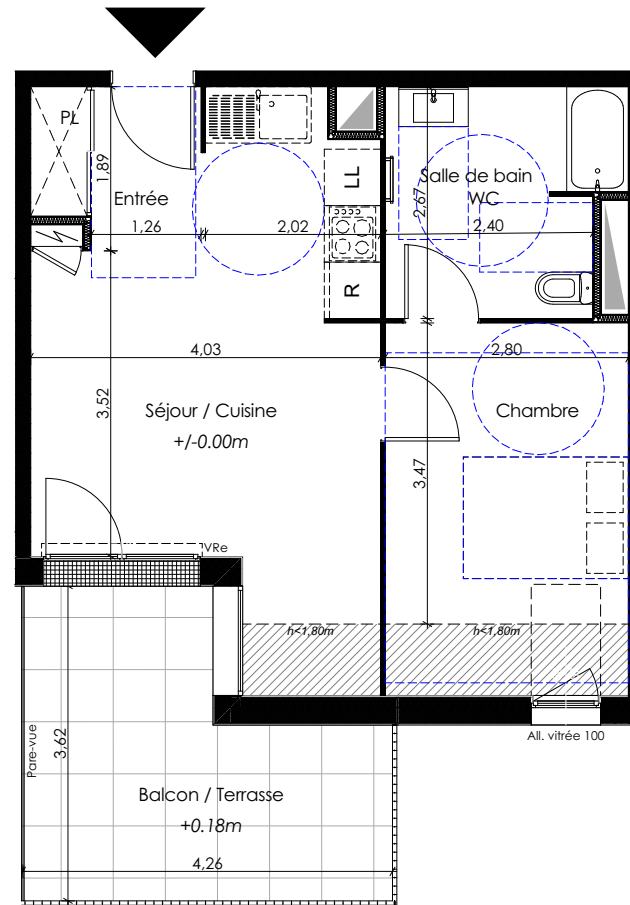 PL
1,89
Entrée
1,26
2,02
LL
R
Salle de bain
WC
2,67
2,40
4,03
2,80
3,52
Séjour / Cuisine
+/-0.00m
Chambre
3,47
VRe
h<1,80m
h<1,80m
All. vitrée 100
Pare-vue
3,62
Balcon / Terrasse
+0.18m
4,26